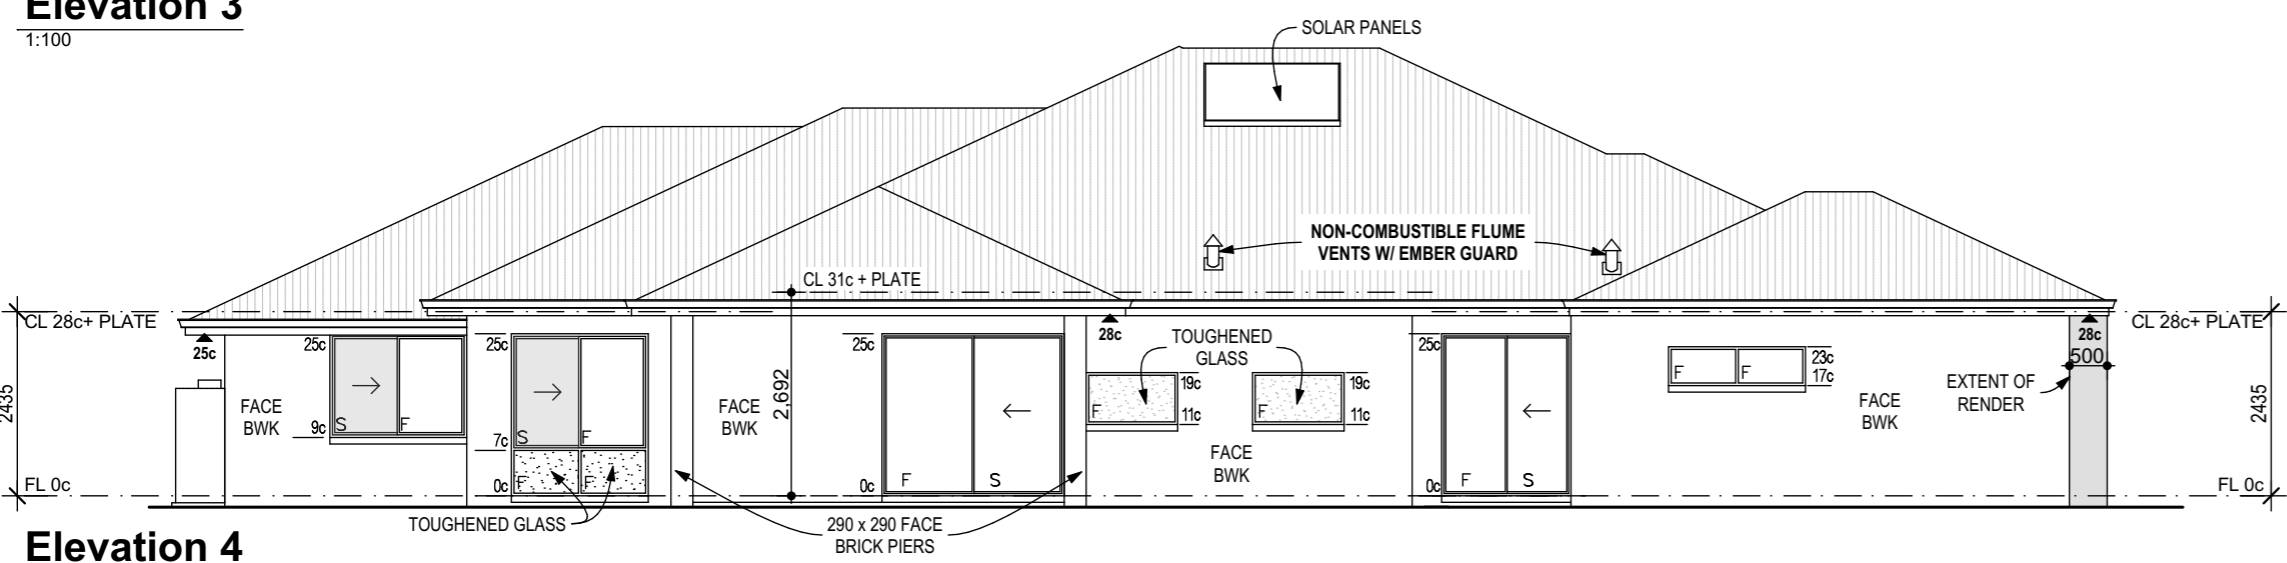 Elevation 3
1:100
SOLAR PANELS
NON-COMBUSTIBLE FLUME
VENTS W/ EMBER GUARD
CL 31c + PLATE
CL 28c+ PLATE
CL 28c+ PLATE
25c
25c
25c
25c
28c
TOUGHENED
GLASS
25c
28c
500
23c
17c
19c
11c
19c
11c
EXTENT OF
RENDER
2435
FACE
BWK
9c
S
F
7c
S
F
FACE
BWK
2,692
F
F
FACE
BWK
FACE
BWK
2435
FL 0c
0c
F
F
0c
F
S
0c
F
S
F
F
FL 0c
TOUGHENED GLASS
290 x 290 FACE
BRICK PIERS
Elevation 4